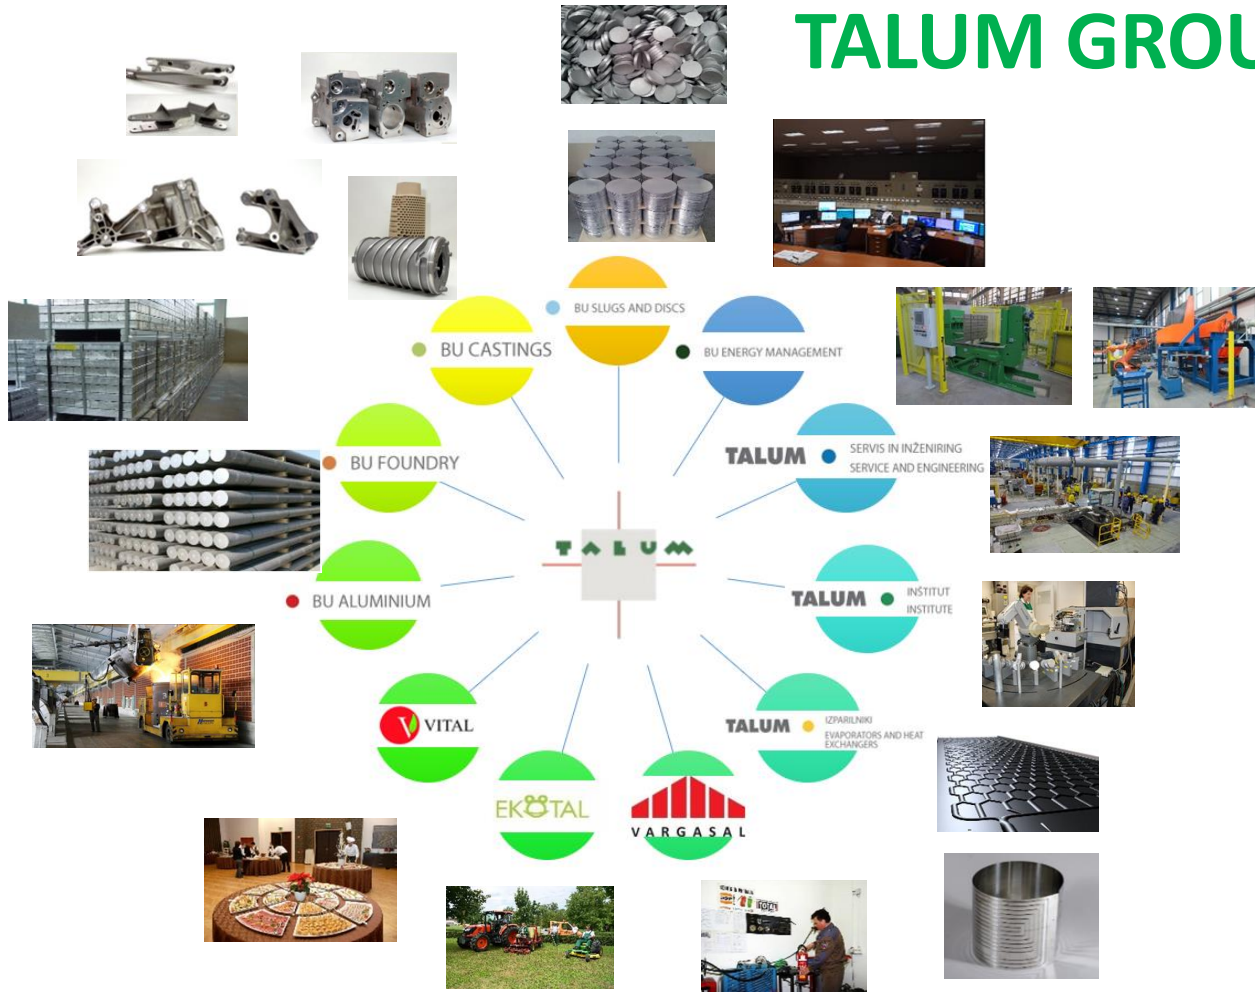 TALUM GROU
BU SLUGS AND DISCS
BU CASTINGS
BU ENERGY MANAGEMENT
BU FOUNDRY
TALUM
SERVIS IN INŽENIRING
SERVICE AND ENGINEERING
TALUM
BU ALUMINIUM
TALUM
INŠTITUT
INSTITUTE
VITAL
TALUM
IZPARILNIKI
EVAPORATORS AND HEAT
EXCHANGERS
EKOTAL
VARGASAL